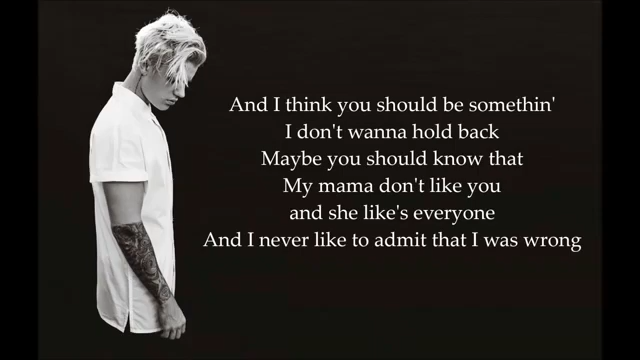 And I think you should be somethin'
I don't wanna hold back
Maybe you should know that
My mama don't like you
and she like's everyone
And I never like to admit that I was wrong